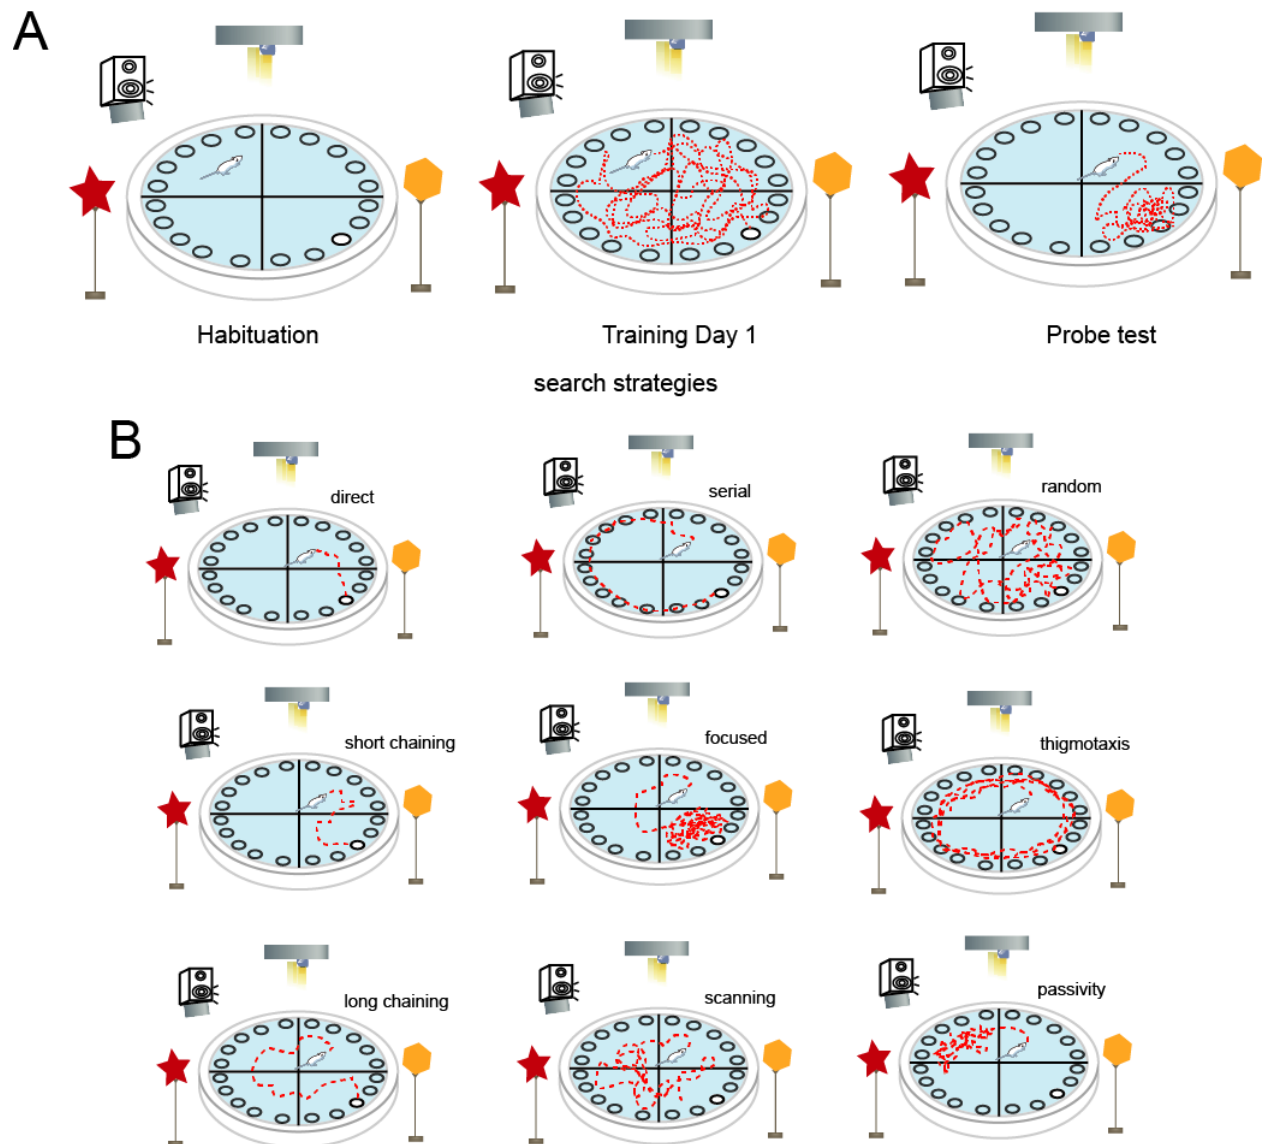 A
Habituation
Training Day 1
Probe test
search strategies
B
direct
serial
random
short chaining
focused
thigmotaxis
long chaining
scanning
passivity